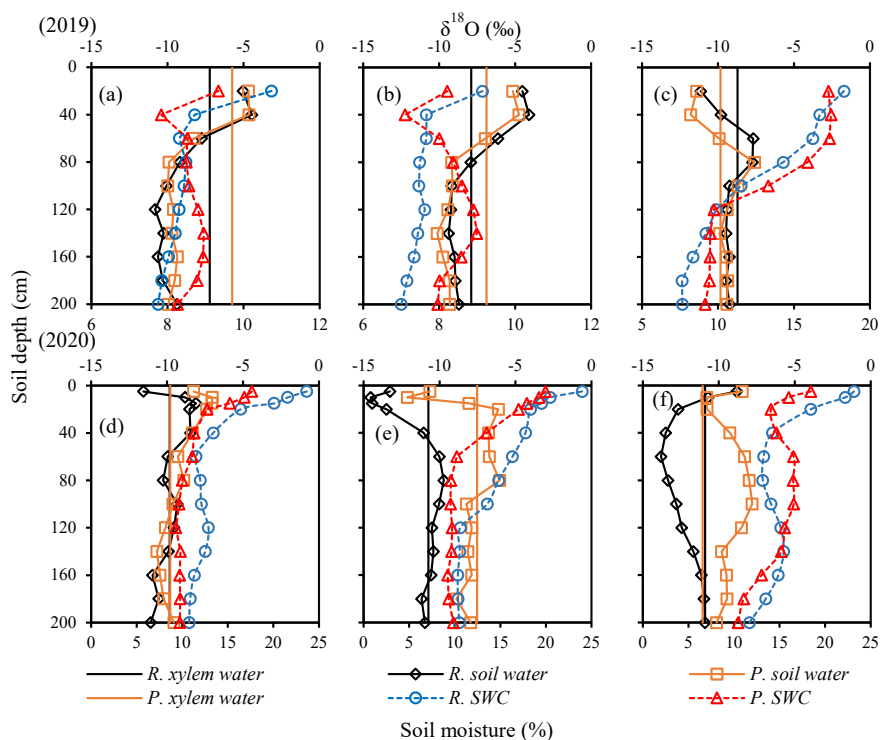 (2019)
δ18O (‰)
-15 -10 -5 0 -15 -10 -5 0 -15 -10 -5 0
0
40
80
120
160
200
(a) (b) (c)
6 8 10 12 6 8 10 12 5 10 15 20
Soil depth (cm)
(2020)
-15 -10 -5 0 -15 -10 -5 0 -15 -10 -5 0
0
40
80
120
160
200
(d) (e) (f)
0 5 10 15 20 25 0 5 10 15 20 25 0 5 10 15 20 25
R. xylem water R. soil water P. soil water
P. xylem water R. SWC P. SWC
Soil moisture (%)